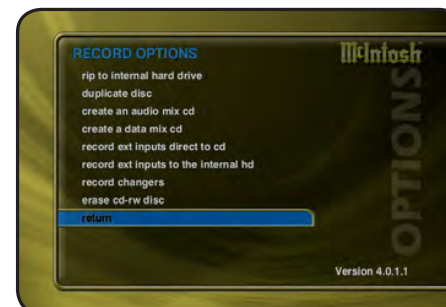 RECORD OPTIONS
McIntosh
rip to internal hard drive
duplicate disc
create an audio mix cd
create a data mix cd
record ext inputs direct to cd
record ext inputs to the internal hd
record changers
erase cd-rw disc
return
OPTIONS
Version 4.0.1.1